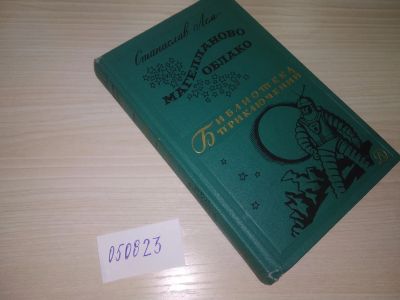 Станислав Лем
МАГЕЛЛАНОВО
ОБЛАКО
БИБЛИОТЕКА
ПРИКЛЮЧЕНИЙ
050823